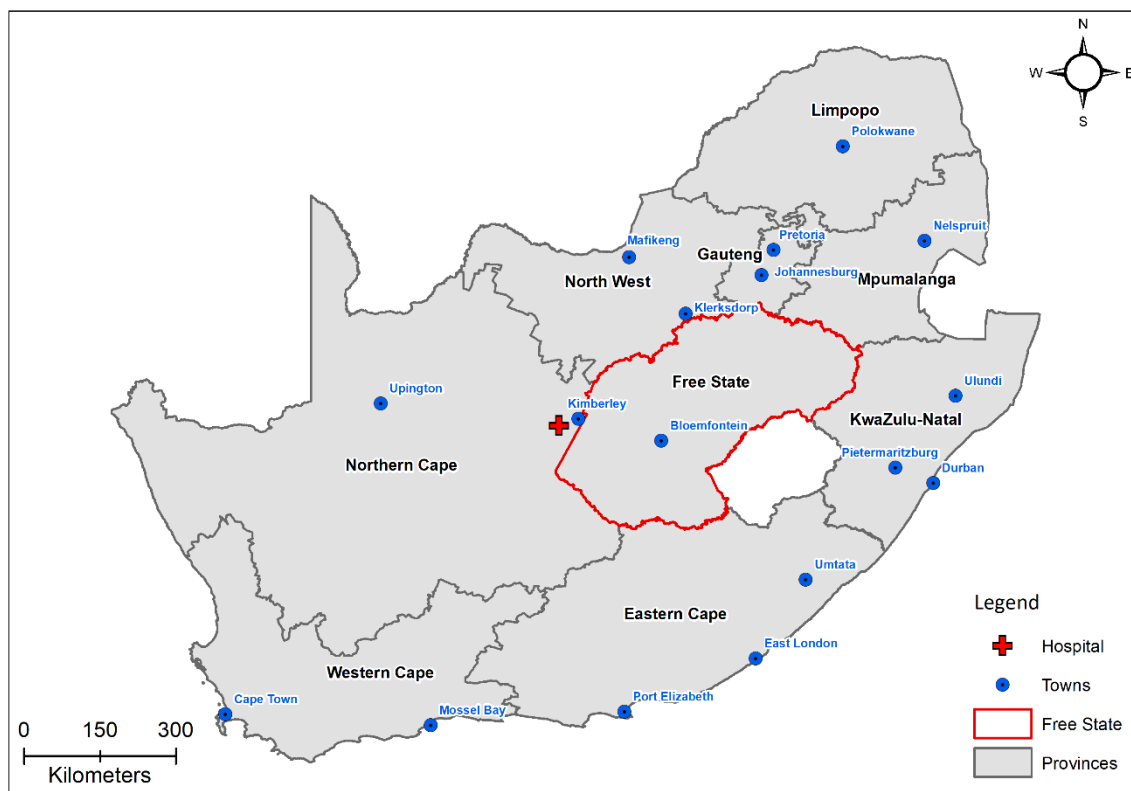 N
W
E
S
Limpopo
Polokwane
Nelspruit
Pretoria
Mafikeng
Gauteng
Johannesburg
North West
Mpumalanga
Klerksdorp
Free State
Upington
Ulundi
Kimberley
KwaZulu-Natal
Bloemfontein
Pietermaritzburg
Northern Cape
Durban
Umtata
Legend
Eastern Cape
Hospital
East London
Western Cape
Towns
Port Elizabeth
Cape Town
Mossel Bay
Free State
0 150 300
Provinces
Kilometers